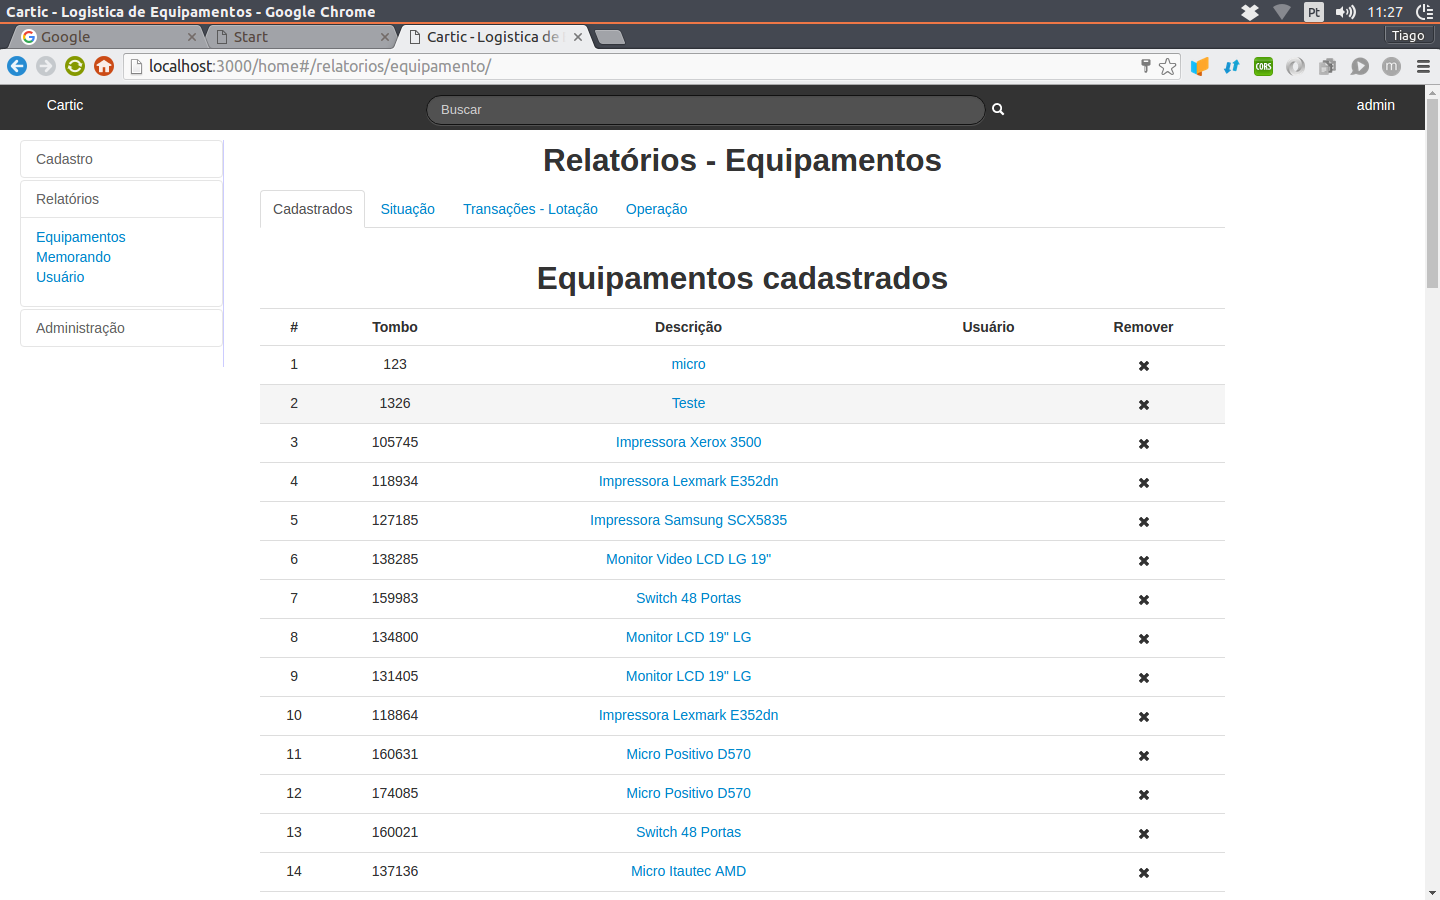 Cartic - Logistica de Equipamentos - Google Chrome
Pt
11:27
Google
Start
Cartic - Logistica de
Tiago
localhost:3000/home#/relatorios/equipamento/
CORS
m
Cartic
Buscar
admin
Cadastro
Relatórios
Equipamentos
Memorando
Usuário
Administração
Relatórios - Equipamentos
Cadastrados Situação Transações - Lotação Operação
Equipamentos cadastrados
# Tombo Descrição Usuário Remover
1 123 micro
2 1326 Teste
3 105745 Impressora Xerox 3500
4 118934 Impressora Lexmark E352dn
5 127185 Impressora Samsung SCX5835
6 138285 Monitor Video LCD LG 19"
7 159983 Switch 48 Portas
8 134800 Monitor LCD 19" LG
9 131405 Monitor LCD 19" LG
10 118864 Impressora Lexmark E352dn
11 160631 Micro Positivo D570
12 174085 Micro Positivo D570
13 160021 Switch 48 Portas
14 137136 Micro Itautec AMD